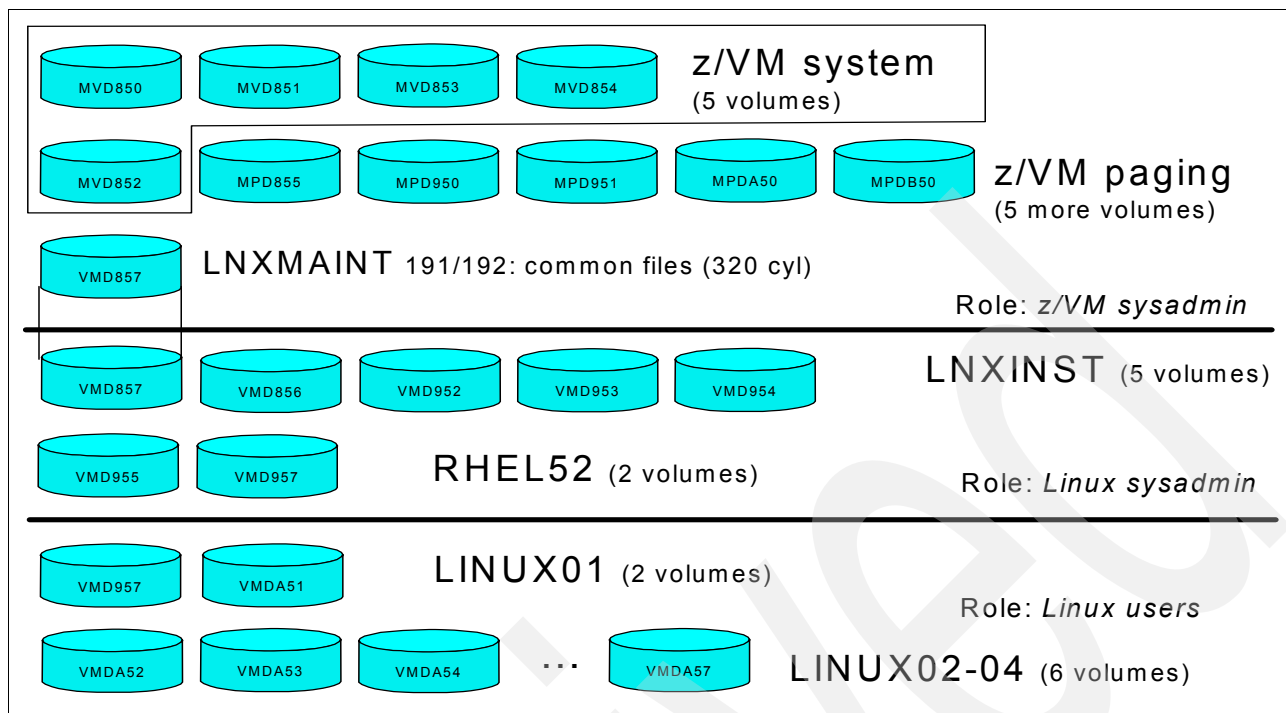 MVD850 MVD851 MVD853 MVD854
z/VM system
(5 volumes)
MVD852 MPD855 MPD950 MPD951 MPDA50 MPDB50
z/VM paging
(5 more volumes)
VMD857
LNXMAINT 191/192: common files (320 cyl)
Role: z/VM sysadmin
VMD857 VMD856 VMD952 VMD953 VMD954
LNXINST (5 volumes)
VMD955 VMD957
RHEL52 (2 volumes)
Role: Linux sysadmin
VMD957 VMDA51
LINUX01 (2 volumes)
Role: Linux users
VMDA52 VMDA53 VMDA54 ... VMDA57
LINUX02-04 (6 volumes)